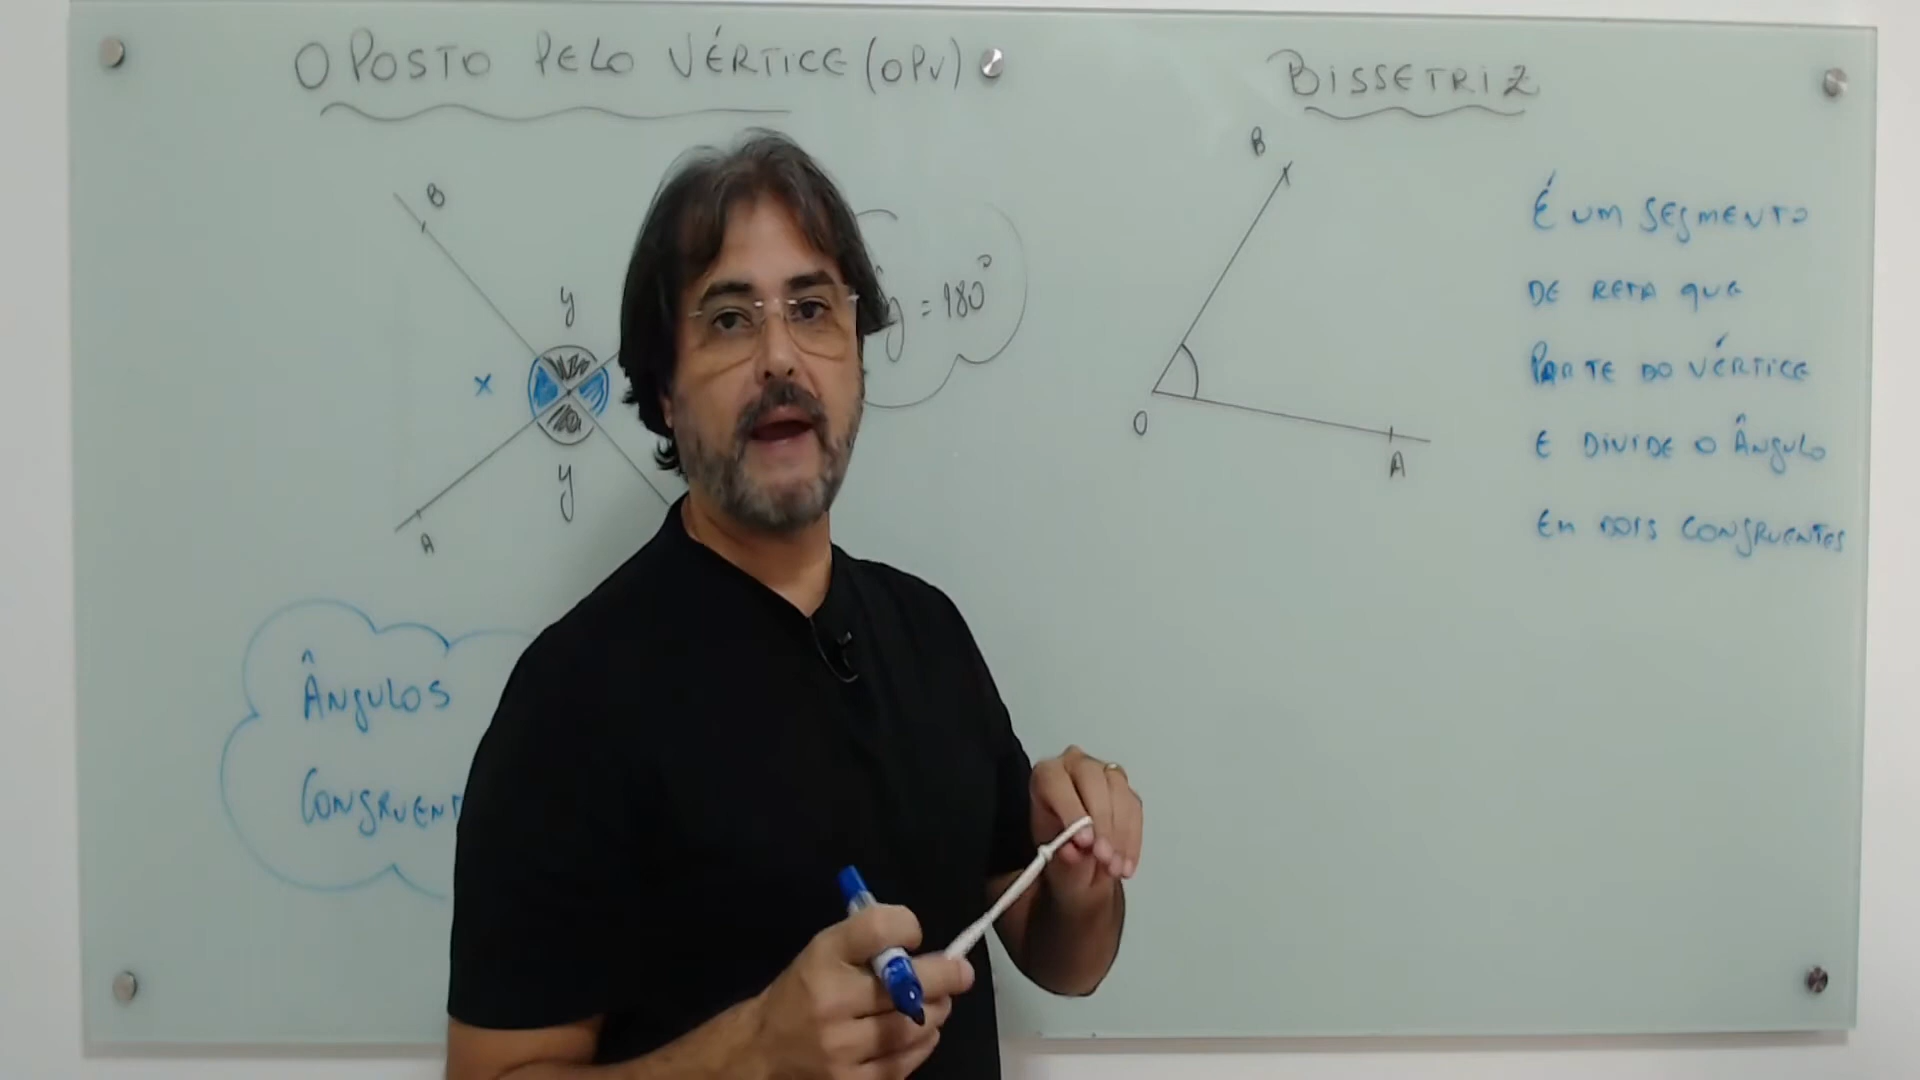 OPOSTO PELO VÉRTICE (OPV)
B
y
x
y
A
= 180°
ÂNGULOS
CONGRUENT
BISSETRIZ
B
O
A
É UM SEGMENTO
DE RETA QUE
PARTE DO VÉRTICE
E DIVIDE O ÂNGULO
EM DOIS CONGRUENTES